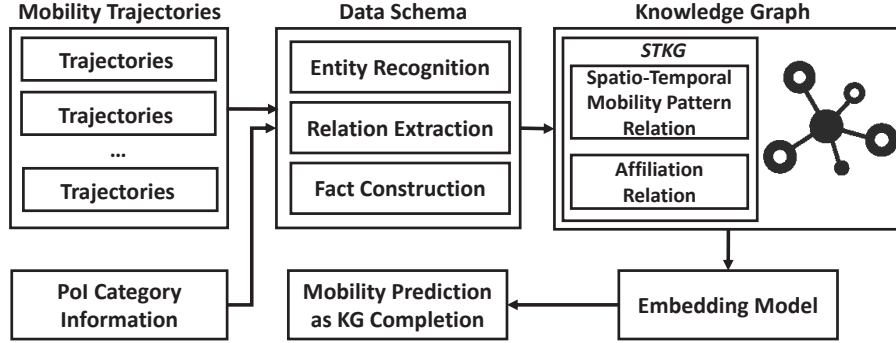 Mobility Trajectories
Trajectories
Trajectories
...
Trajectories
PoI Category
Information
Data Schema
Entity Recognition
Relation Extraction
Fact Construction
Knowledge Graph
STKG
Spatio-Temporal
Mobility Pattern
Relation
Affiliation
Relation
Embedding Model
Mobility Prediction
as KG Completion